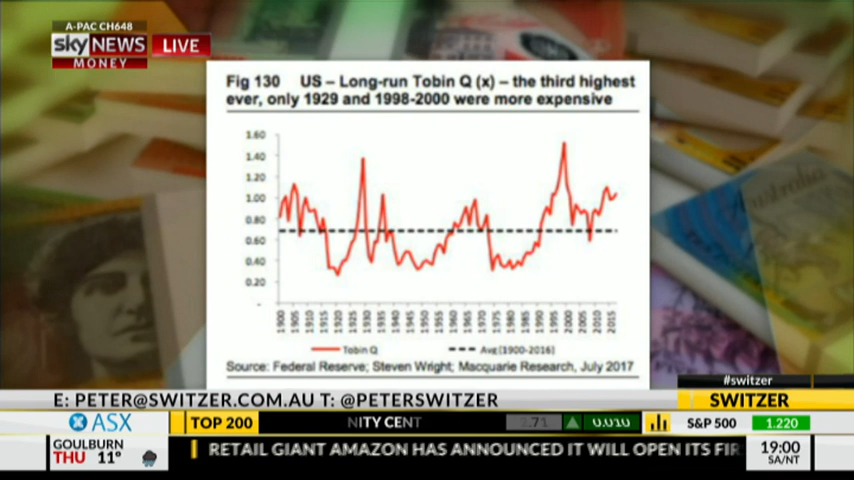 A-PAC CH648
sky NEWS LIVE
MONEY
Fig 130 US – Long-run Tobin Q (x) – the third highest
ever, only 1929 and 1998-2000 were more expensive
1.60
1.40
1.20
1.00
0.80
0.60
0.40
0.20
-
1900 1905 1910 1915 1920 1925 1930 1935 1940 1945 1950 1955 1960 1965 1970 1975 1980 1985 1990 1995 2000 2005 2010 2015
Tobin Q Avg (1900-2016)
Source: Federal Reserve; Steven Wright; Macquarie Research, July 2017
#switzer
E: PETER@SWITZER.COM.AU T: @PETERSWITZER SWITZER
ASX TOP 200 NITY CENT 2.71 0.010 S&P 500 1.220
GOULBURN
THU 11° RETAIL GIANT AMAZON HAS ANNOUNCED IT WILL OPEN ITS FIR 19:00
SA/NT